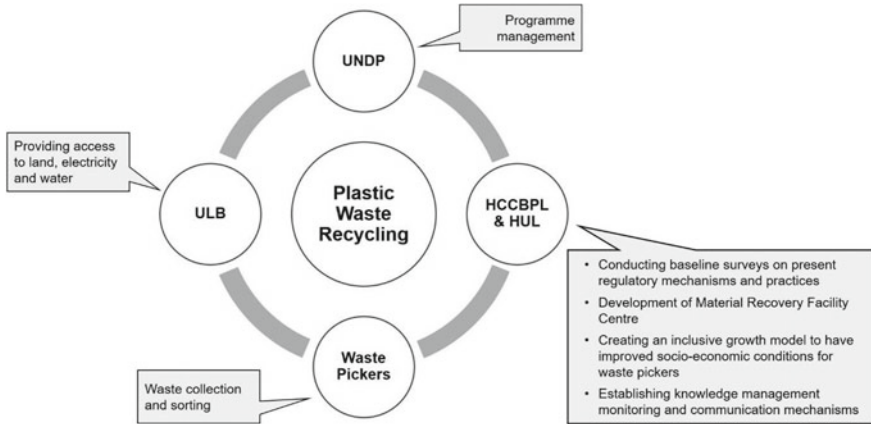 Programme
management
UNDP
Providing access
to land, electricity
and water
ULB
Plastic
Waste
Recycling
HCCBPL
& HUL
• Conducting baseline surveys on present
regulatory mechanisms and practices
• Development of Material Recovery Facility
Centre
• Creating an inclusive growth model to have
improved socio-economic conditions for
waste pickers
• Establishing knowledge management
monitoring and communication mechanisms
Waste
Pickers
Waste collection
and sorting